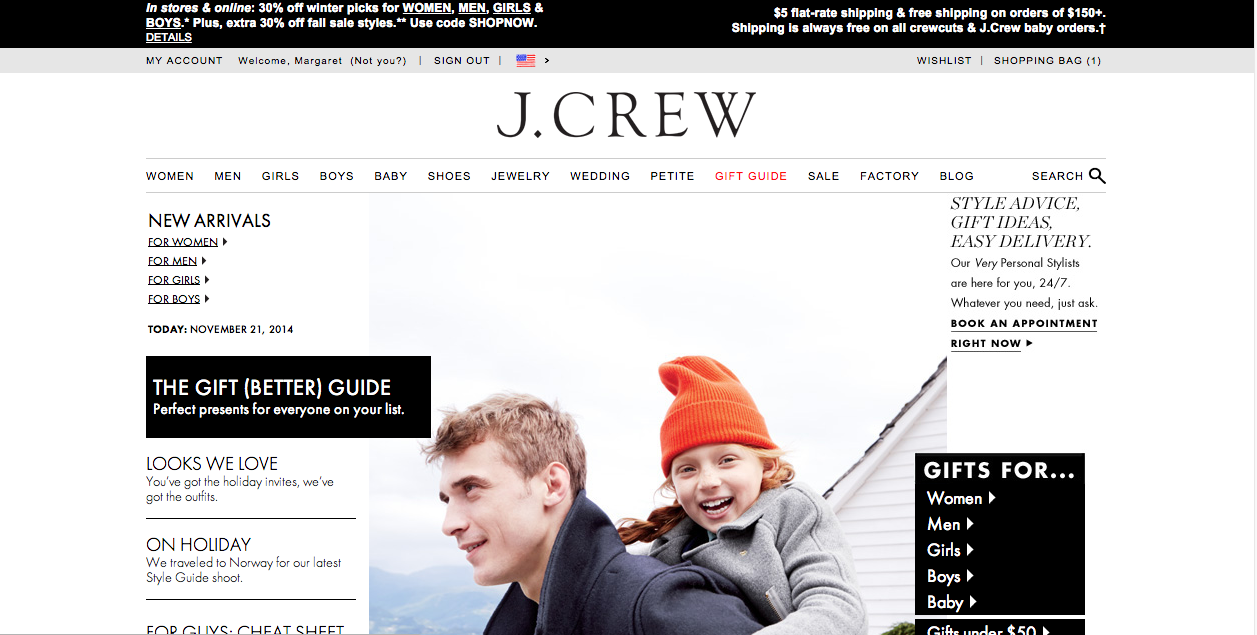 In stores & online: 30% off winter picks for WOMEN, MEN, GIRLS &
BOYS.* Plus, extra 30% off fall sale styles.** Use code SHOPNOW.
DETAILS
$5 flat-rate shipping & free shipping on orders of $150+.
Shipping is always free on all crewcuts & J.Crew baby orders.†
MY ACCOUNT Welcome, Margaret (Not you?) | SIGN OUT | >
WISHLIST | SHOPPING BAG (1)
J.CREW
WOMEN MEN GIRLS BOYS BABY SHOES JEWELRY WEDDING PETITE GIFT GUIDE SALE FACTORY BLOG SEARCH
NEW ARRIVALS
FOR WOMEN
FOR MEN
FOR GIRLS
FOR BOYS
TODAY: NOVEMBER 21, 2014
THE GIFT (BETTER) GUIDE
Perfect presents for everyone on your list.
LOOKS WE LOVE
You've got the holiday invites, we've
got the outfits.
ON HOLIDAY
We traveled to Norway for our latest
Style Guide shoot.
FOR GUYS: CHEAT SHEET
STYLE ADVICE,
GIFT IDEAS,
EASY DELIVERY.
Our Very Personal Stylists
are here for you, 24/7.
Whatever you need, just ask.
BOOK AN APPOINTMENT
RIGHT NOW
GIFTS FOR...
Women
Men
Girls
Boys
Baby
Gifts under $50